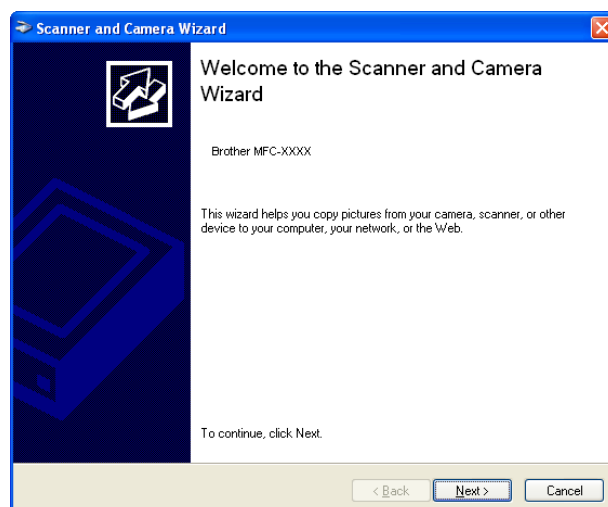 Scanner and Camera Wizard
Welcome to the Scanner and Camera
Wizard
Brother MFC-XXXX
This wizard helps you copy pictures from your camera, scanner, or other
device to your computer, your network, or the Web.
To continue, click Next.
< Back Next > Cancel